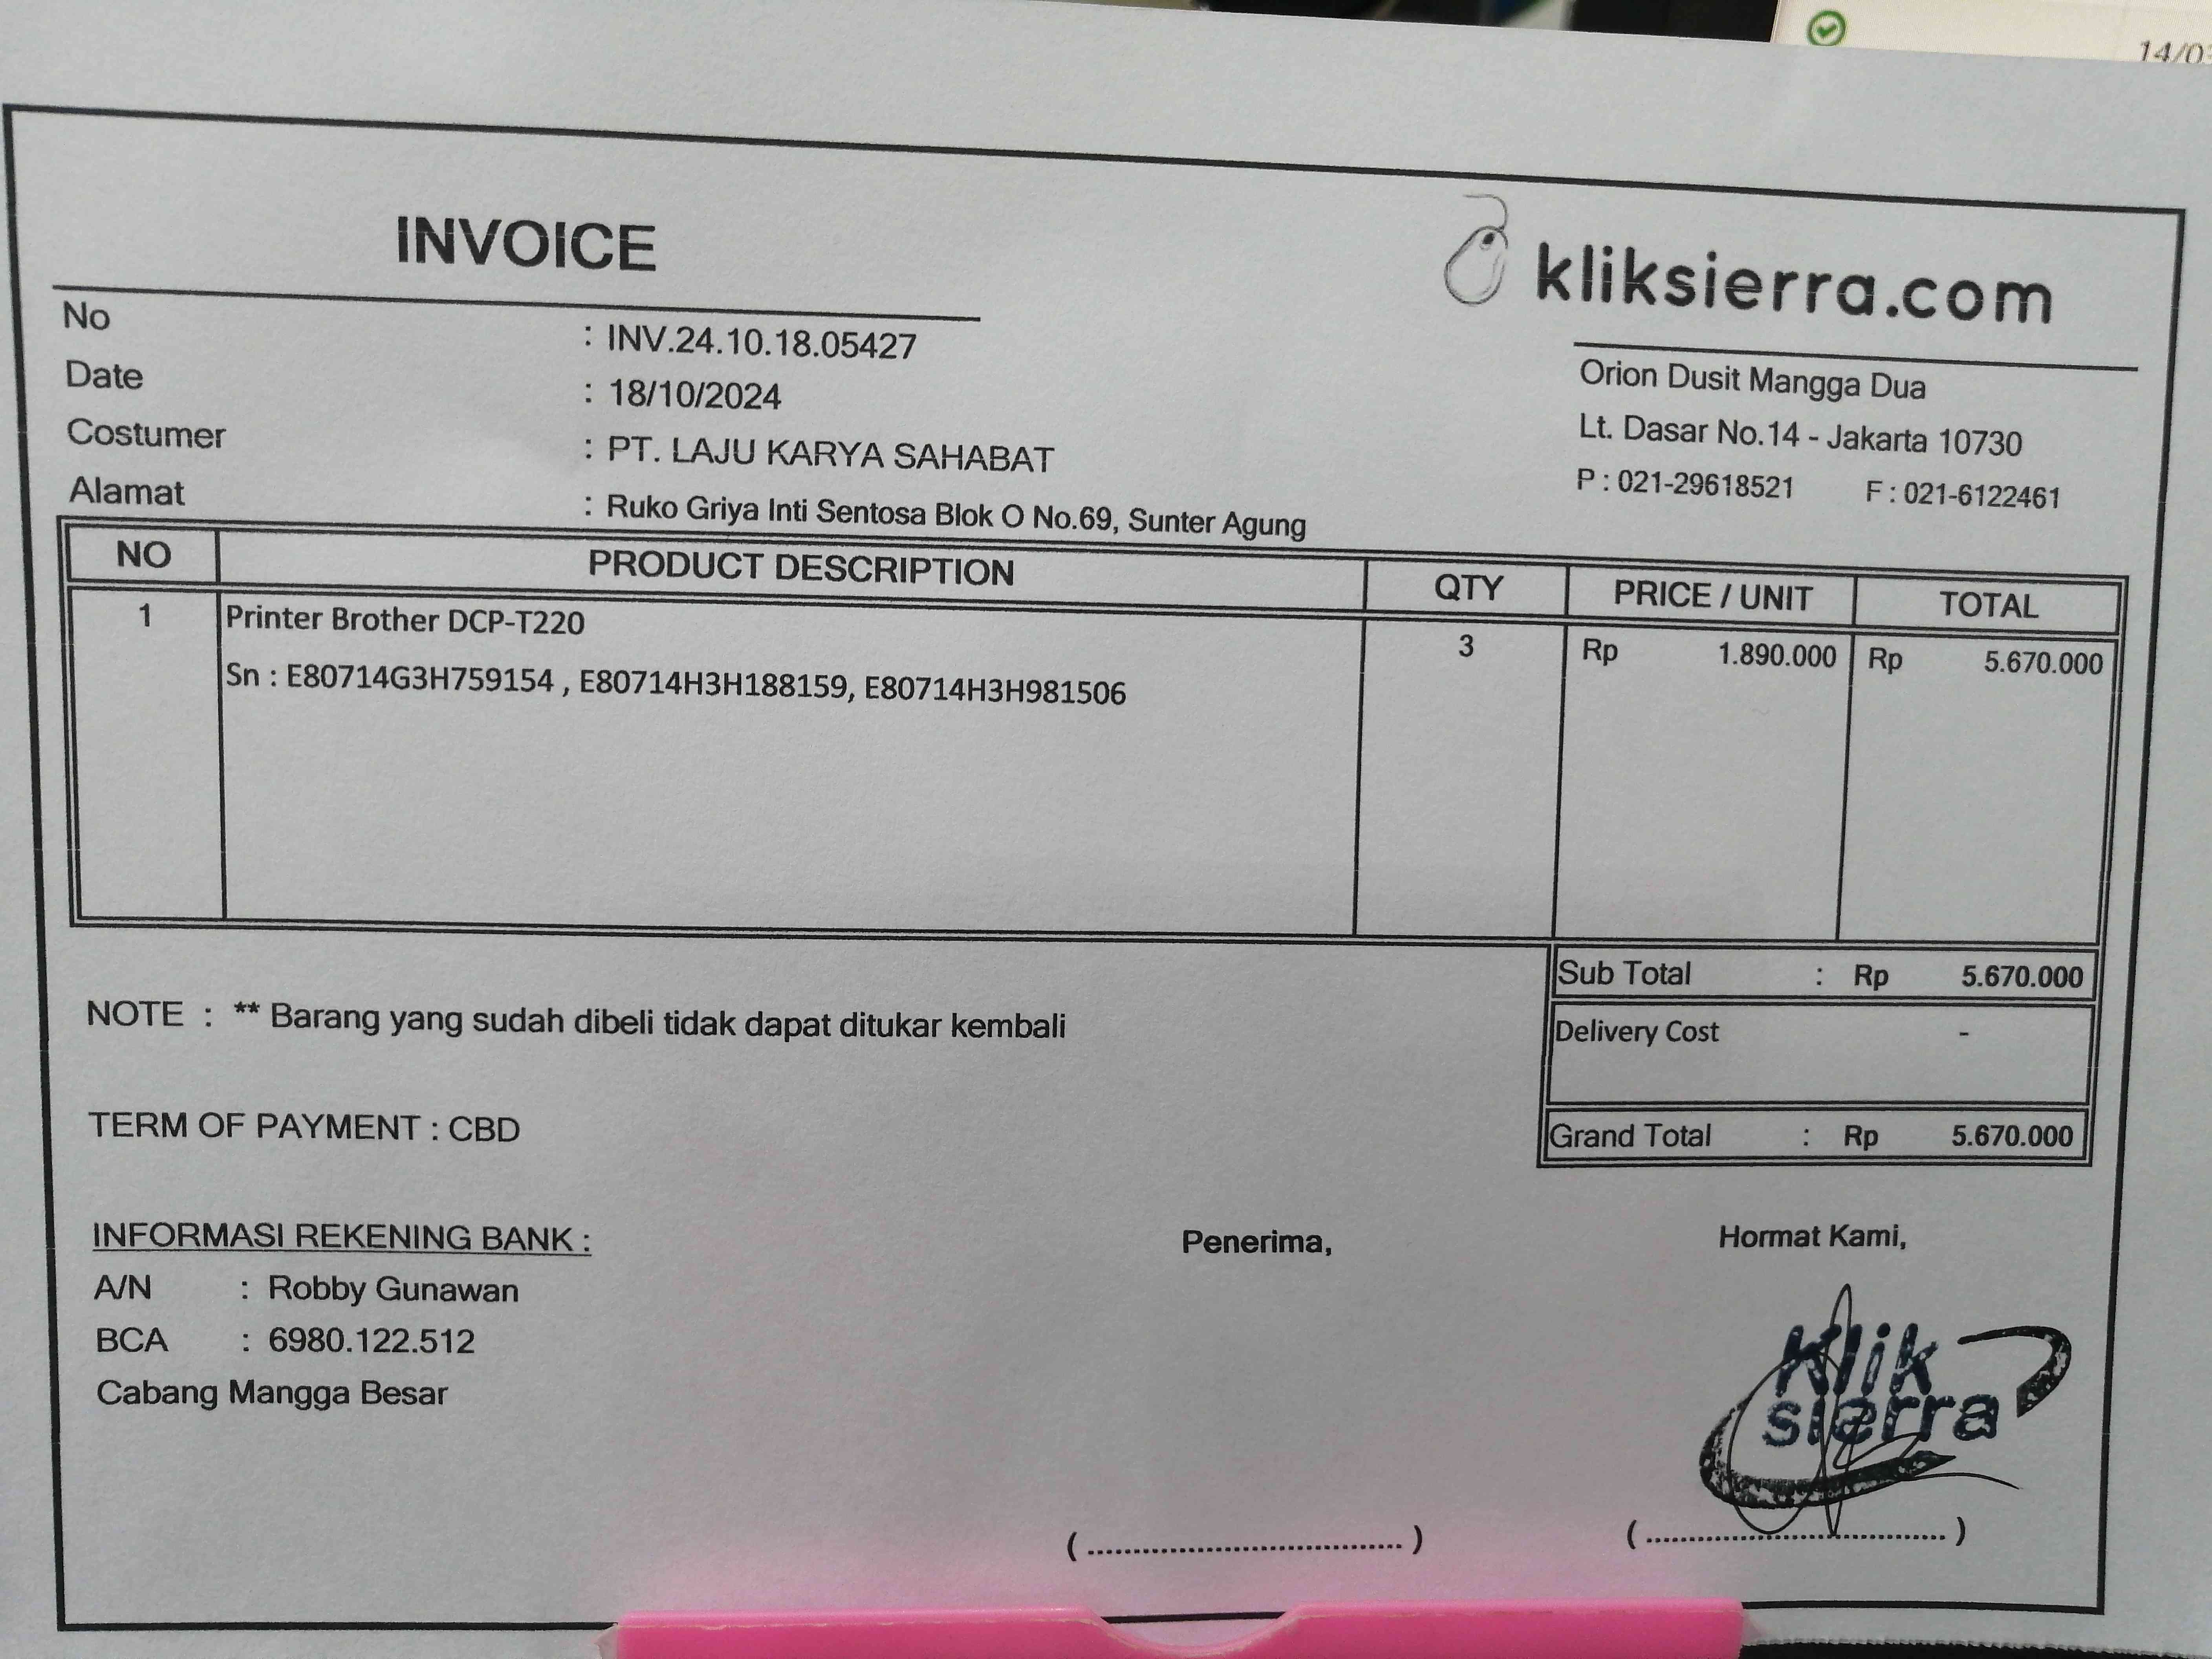 14/03
INVOICE
kliksierra.com
No : INV.24.10.18.05427
Date : 18/10/2024
Costumer : PT. LAJU KARYA SAHABAT
Alamat : Ruko Griya Inti Sentosa Blok O No.69, Sunter Agung
Orion Dusit Mangga Dua
Lt. Dasar No.14 - Jakarta 10730
P : 021-29618521 F : 021-6122461
NO PRODUCT DESCRIPTION QTY PRICE / UNIT TOTAL
1 Printer Brother DCP-T220 3 Rp 1.890.000 Rp 5.670.000
Sn : E80714G3H759154 , E80714H3H188159, E80714H3H981506
Sub Total : Rp 5.670.000
Delivery Cost -
Grand Total : Rp 5.670.000
NOTE : ** Barang yang sudah dibeli tidak dapat ditukar kembali
TERM OF PAYMENT : CBD
INFORMASI REKENING BANK :
A/N : Robby Gunawan
BCA : 6980.122.512
Cabang Mangga Besar
Penerima,
(....................................)
Hormat Kami,
Klik
sierra
(....................................)